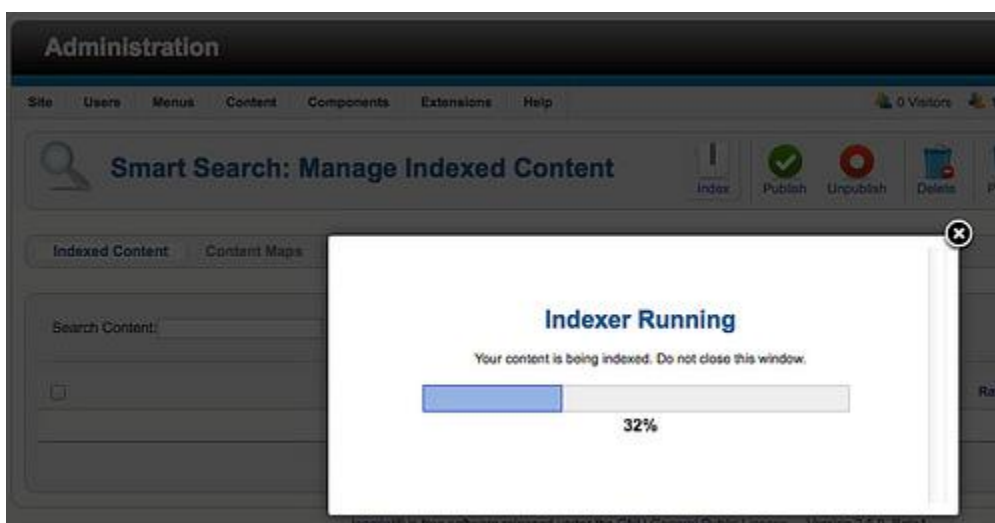 Administration
Site Users Menus Content Components Extensions Help 0 Visitors
Smart Search: Manage Indexed Content
Index Publish Unpublish Delete
Indexed Content Content Maps
Indexer Running
Search Content:
Your content is being indexed. Do not close this window.
32%